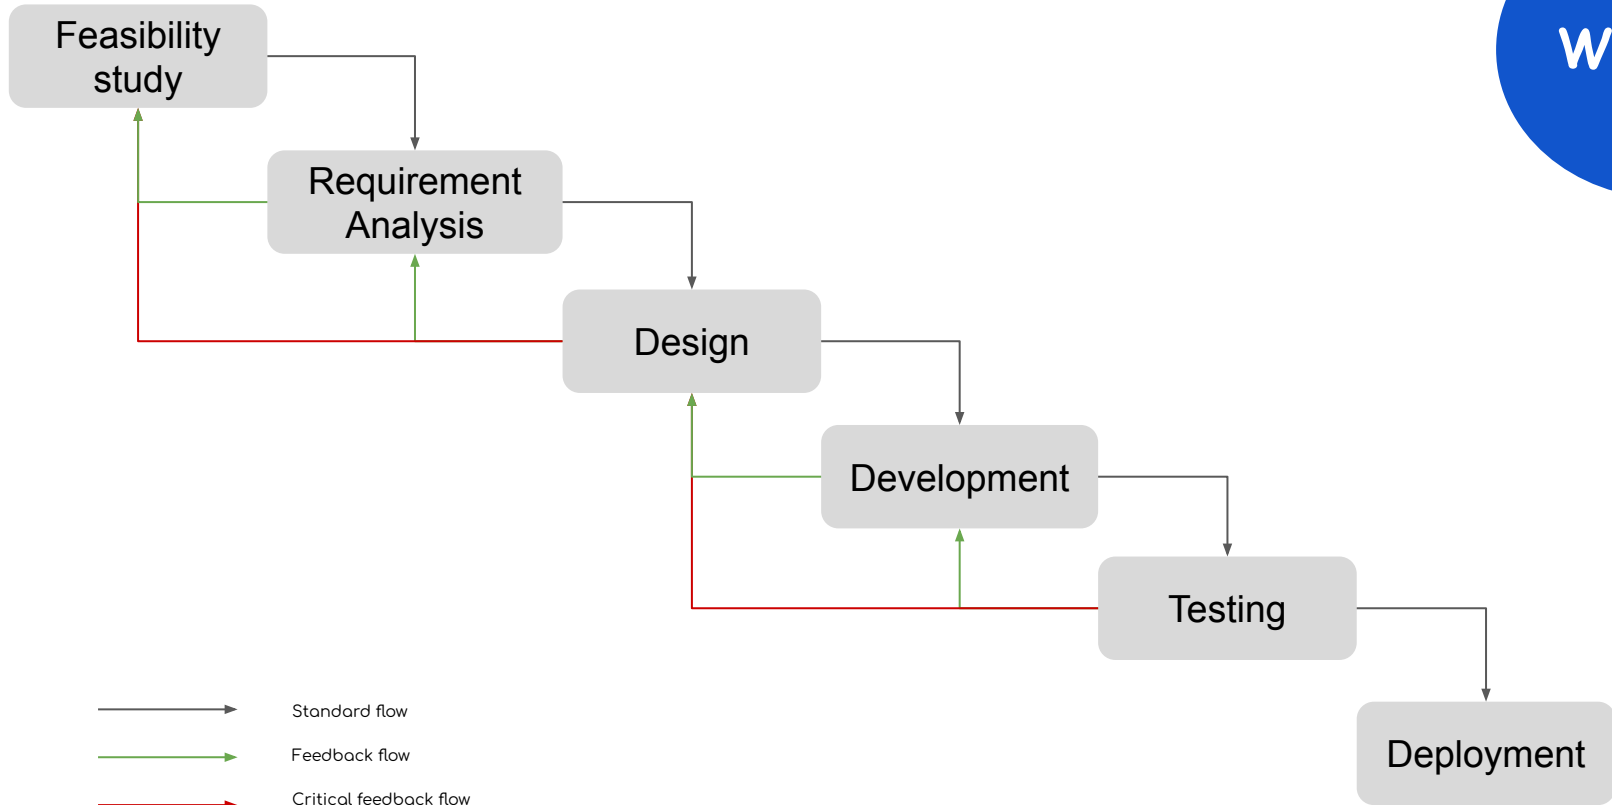 Feasibility
study
W
Requirement
Analysis
Design
Development
Testing
Deployment
Standard flow
Feedback flow
Critical feedback flow